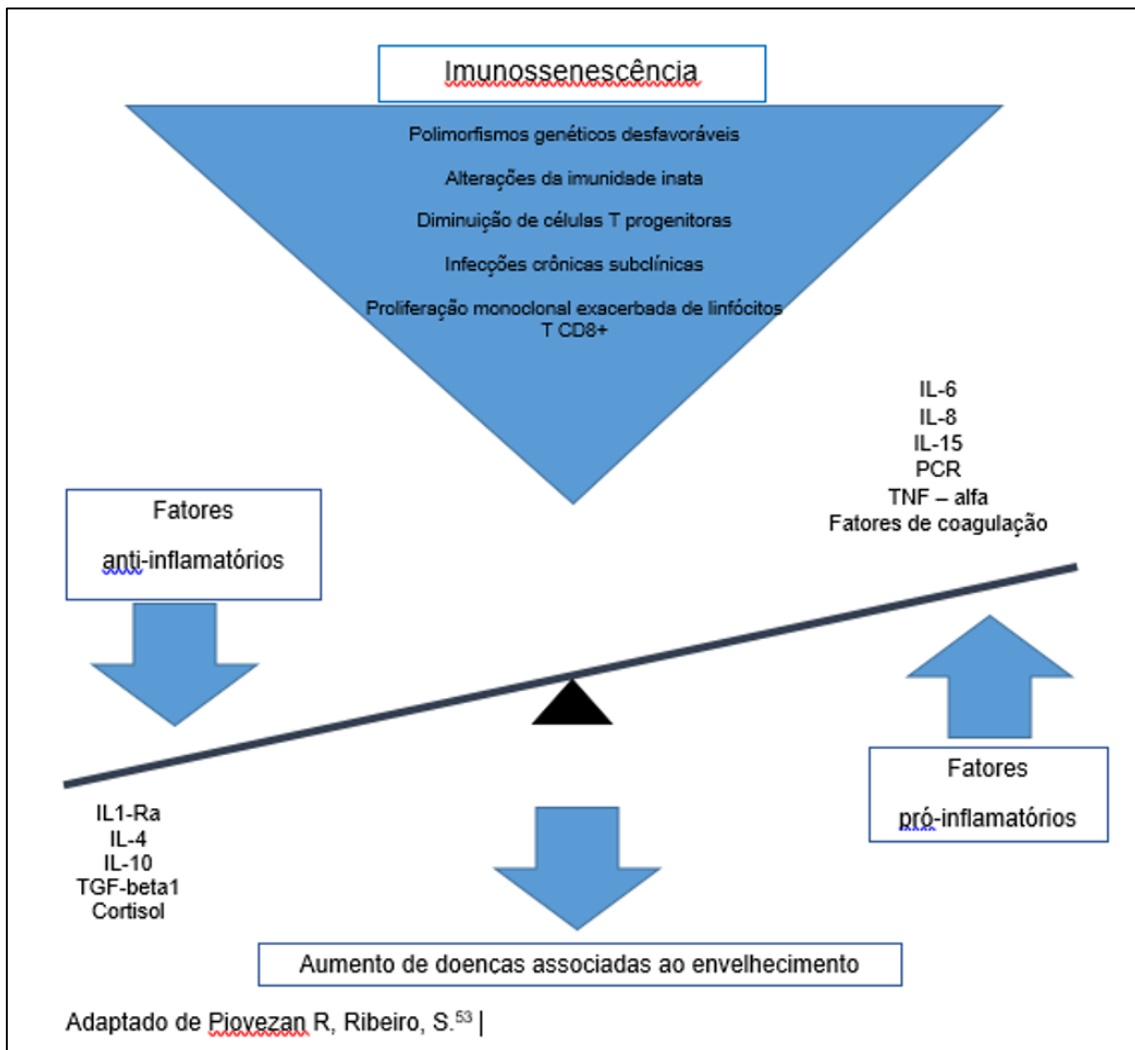 Imunossenescência
Polimorfismos genéticos desfavoráveis
Alterações da imunidade inata
Diminuição de células T progenitoras
Infecções crônicas subclínicas
Proliferação monoclonal exacerbada de linfócitos
T CD8+
IL-6
IL-8
IL-15
PCR
TNF – alfa
Fatores de coagulação
Fatores
anti-inflamatórios
Fatores
pró-inflamatórios
IL1-Ra
IL-4
IL-10
TGF-beta1
Cortisol
Aumento de doenças associadas ao envelhecimento
Adaptado de Piovezan R, Ribeiro, S.⁵³